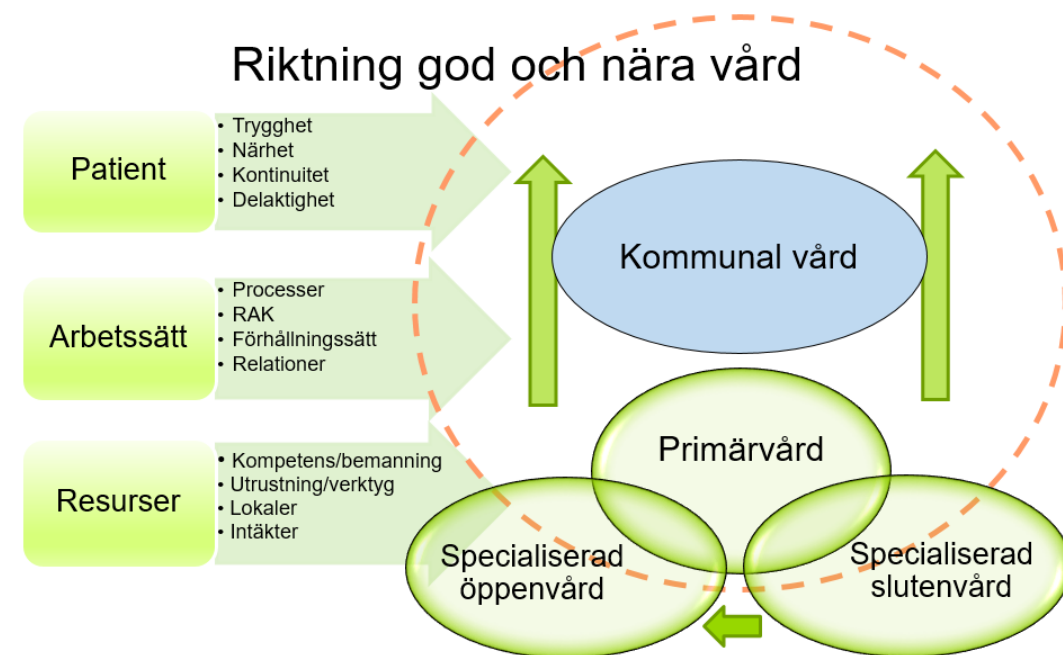 Riktning god och nära vård
Patient
• Trygghet
• Närhet
• Kontinuitet
• Delaktighet
Arbetssätt
• Processer
• RAK
• Förhållningssätt
• Relationer
Resurser
• Kompetens/bemanning
• Utrustning/verktyg
• Lokaler
• Intäkter
Kommunal vård
Primärvård
Specialiserad
öppenvård
Specialiserad
slutenvård